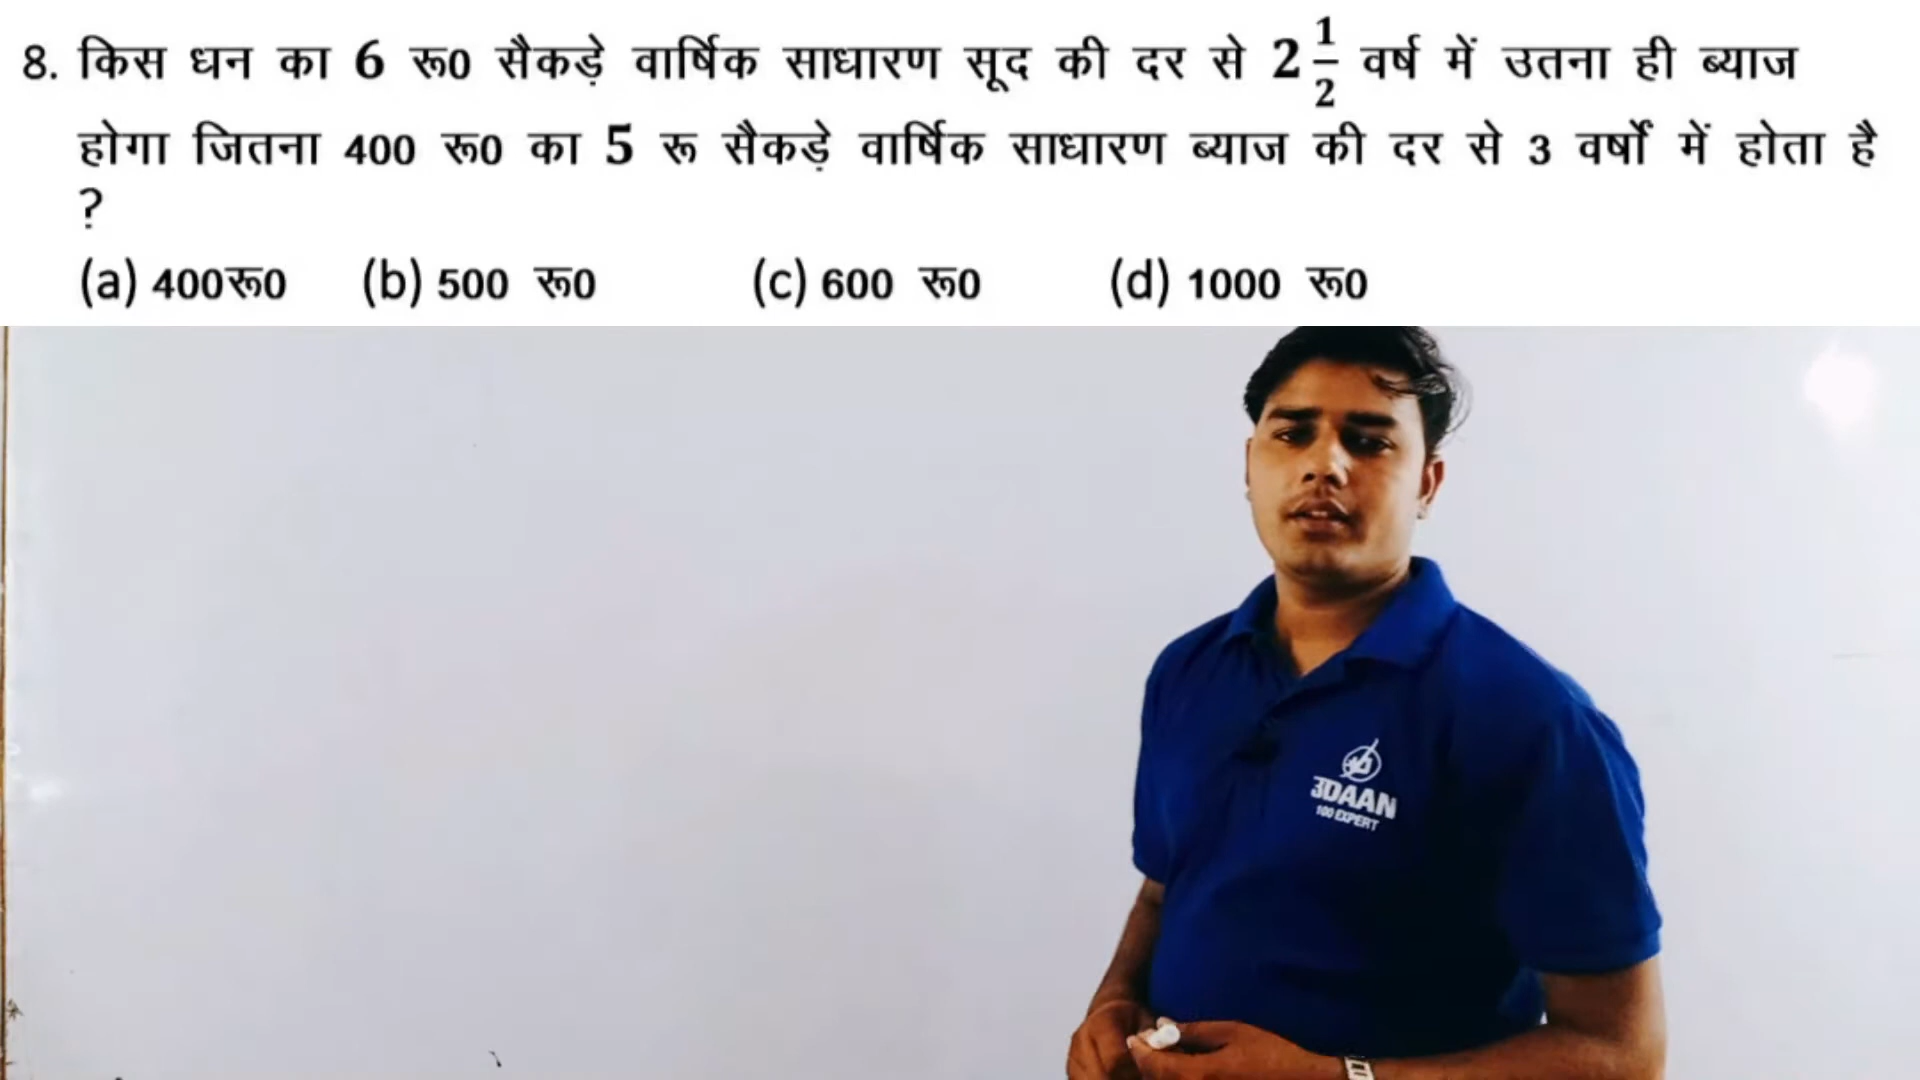 8. किस धन का 6 रू0 सैकड़े वार्षिक साधारण सूद की दर से 2 1/2 वर्ष में उतना ही ब्याज
होगा जितना 400 रू0 का 5 रू सैकड़े वार्षिक साधारण ब्याज की दर से 3 वर्षों में होता है
?
(a) 400रू0 (b) 500 रू0 (c) 600 रू0 (d) 1000 रू0
3DAAN
100 EXPERT